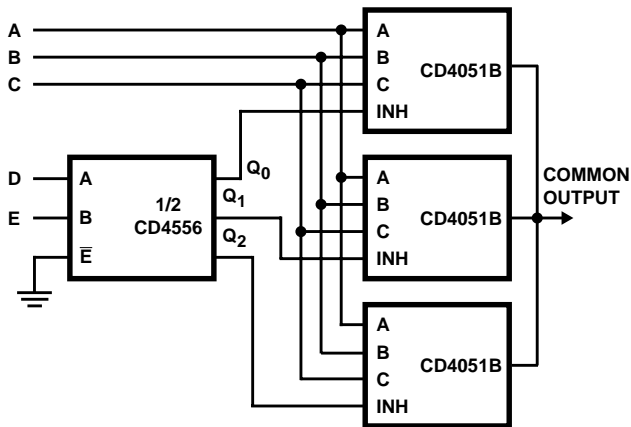 A
B
C
A
B
C
INH
CD4051B
D
E
A
B
E̅
1/2
CD4556
Q0
Q1
Q2
A
B
C
INH
CD4051B
COMMON
OUTPUT
A
B
C
INH
CD4051B